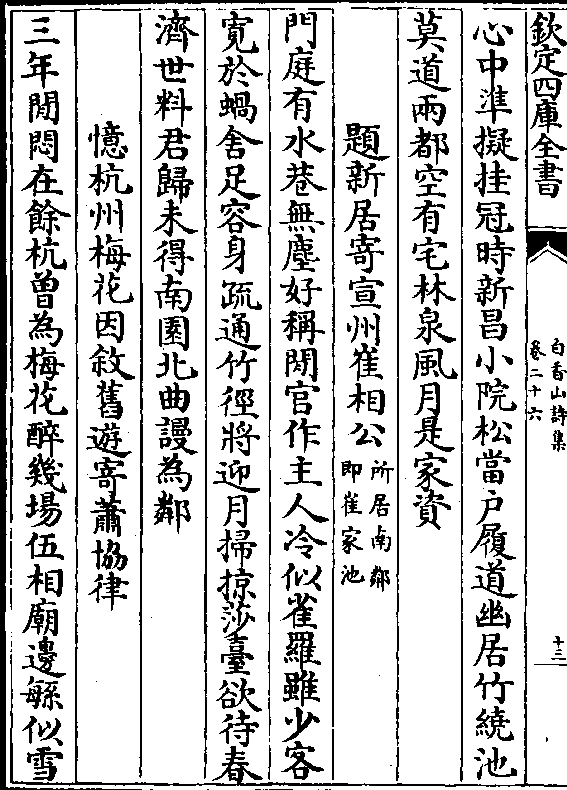 欽定四庫全書
白香山詩集
卷二十六
十三
心中準擬挂冠時新昌小院松當户履道幽居竹繞池
莫道兩都空有宅林泉風月是家資
題新居寄宣州崔相公所居南鄰
即崔家池
門庭有水巷無塵好稱閒官作主人冷似雀羅雖少客
寛於蝸舍足容身疏通竹徑將迎月掃掠莎臺欲待春
濟世料君歸未得南園北曲謾為鄰
憶杭州梅花因敘舊遊寄蕭協律
三年閒悶在餘杭曾為梅花醉幾場伍相廟邊繇似雪